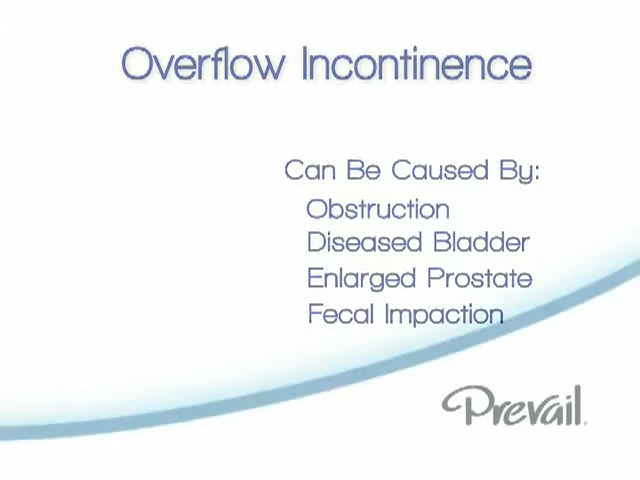 Overflow Incontinence
Can Be Caused By:
Obstruction
Diseased Bladder
Enlarged Prostate
Fecal Impaction
Prevail.